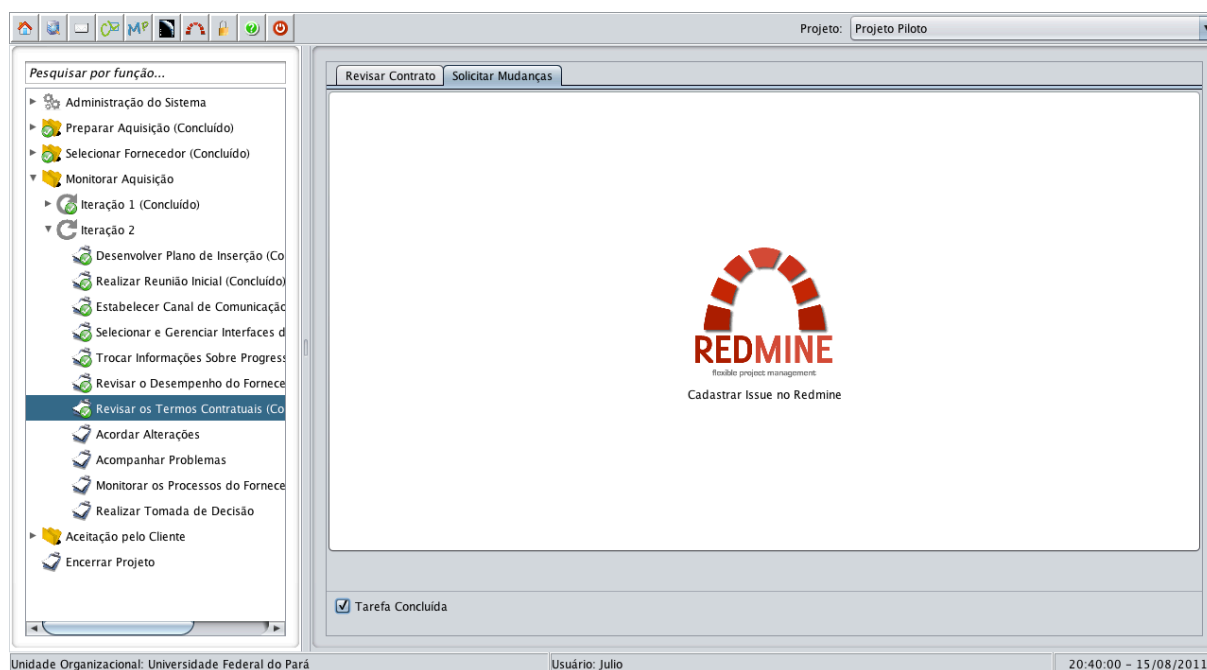 MP
Projeto:
Projeto Piloto
Pesquisar por função...
Administração do Sistema
Preparar Aquisição (Concluído)
Selecionar Fornecedor (Concluído)
Monitorar Aquisição
Iteração 1 (Concluído)
Iteração 2
Desenvolver Plano de Inserção (Co
Realizar Reunião Inicial (Concluído)
Estabelecer Canal de Comunicação
Selecionar e Gerenciar Interfaces d
Trocar Informações Sobre Progress
Revisar o Desempenho do Fornece
Revisar os Termos Contratuais (Co
Acordar Alterações
Acompanhar Problemas
Monitorar os Processos do Fornece
Realizar Tomada de Decisão
Aceitação pelo Cliente
Encerrar Projeto
Revisar Contrato
Solicitar Mudanças
REDMINE
flexible project management
Cadastrar Issue no Redmine
Tarefa Concluída
Unidade Organizacional: Universidade Federal do Pará
Usuário: Julio
20:40:00 - 15/08/2011